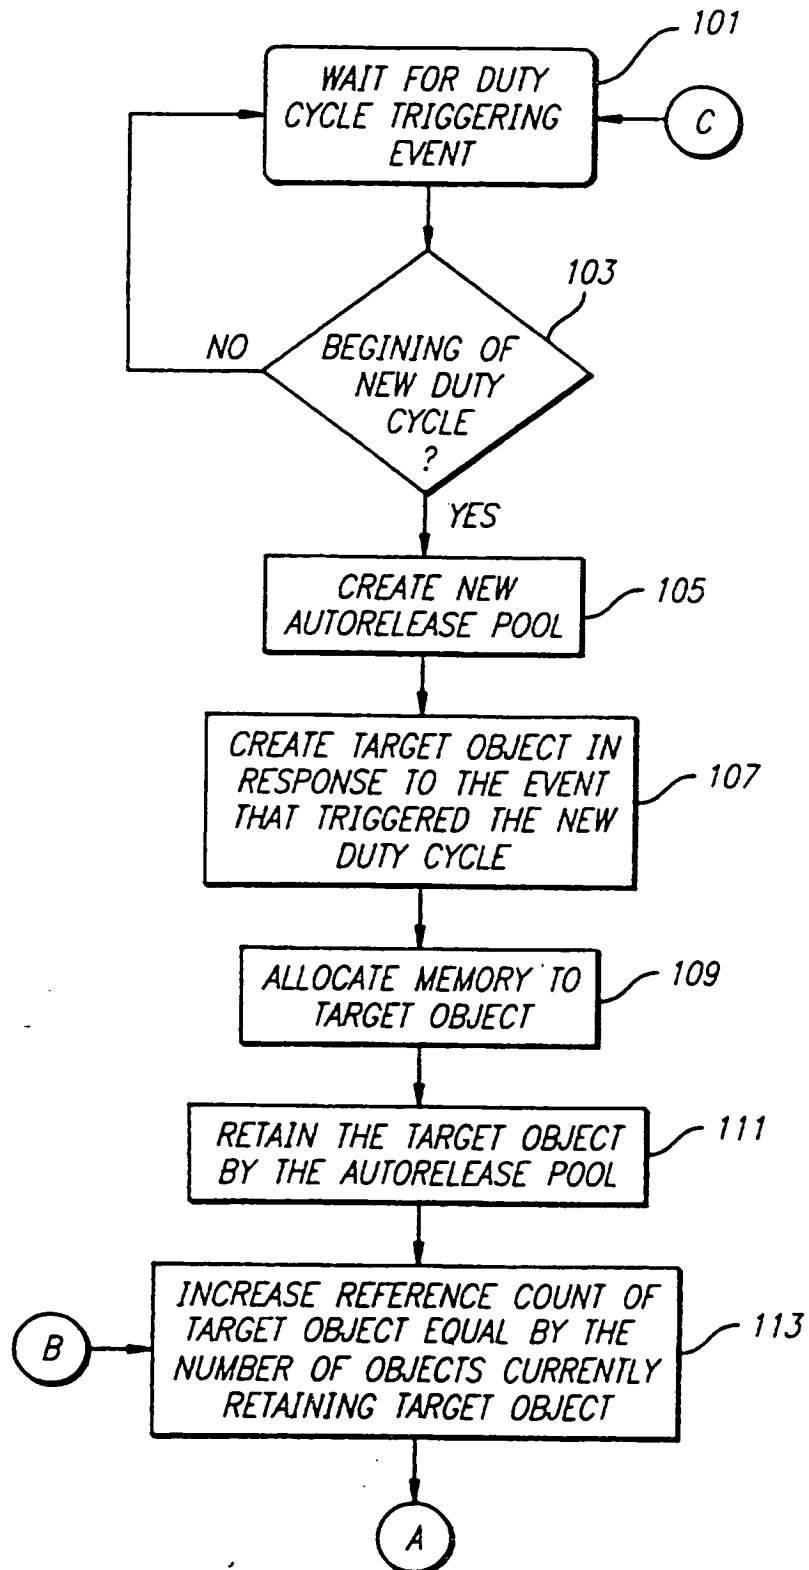 101
WAIT FOR DUTY
CYCLE TRIGGERING
EVENT
C
103
NO
BEGINING OF
NEW DUTY
CYCLE
?
YES
CREATE NEW
AUTORELEASE POOL
105
CREATE TARGET OBJECT IN
RESPONSE TO THE EVENT
THAT TRIGGERED THE NEW
DUTY CYCLE
107
ALLOCATE MEMORY TO
TARGET OBJECT
109
RETAIN THE TARGET OBJECT
BY THE AUTORELEASE POOL
111
INCREASE REFERENCE COUNT OF
TARGET OBJECT EQUAL BY THE
NUMBER OF OBJECTS CURRENTLY
RETAINING TARGET OBJECT
113
B
A